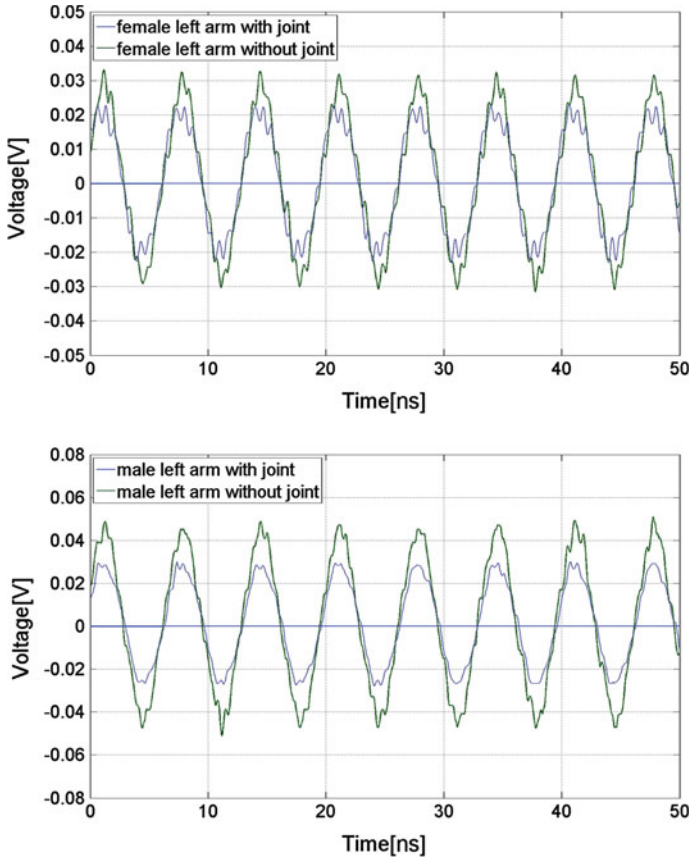 0.05
0.04
0.03
0.02
0.01
0
-0.01
-0.02
-0.03
-0.04
-0.05
Voltage[V]
female left arm with joint
female left arm without joint
0 10 20 30 40 50
Time[ns]
0.08
0.06
0.04
0.02
0
-0.02
-0.04
-0.06
-0.08
Voltage[V]
male left arm with joint
male left arm without joint
0 10 20 30 40 50
Time[ns]